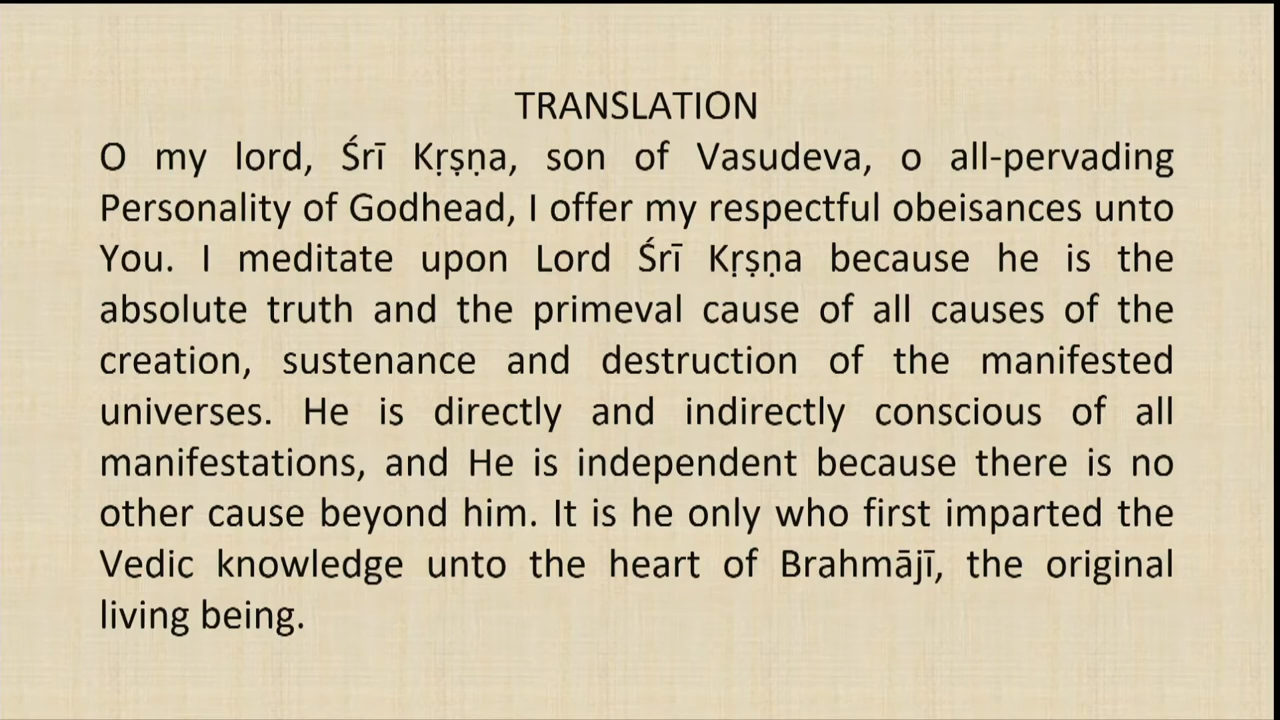 TRANSLATION
O my lord, Śrī Kṛṣṇa, son of Vasudeva, o all-pervading
Personality of Godhead, I offer my respectful obeisances unto
You. I meditate upon Lord Śrī Kṛṣṇa because he is the
absolute truth and the primeval cause of all causes of the
creation, sustenance and destruction of the manifested
universes. He is directly and indirectly conscious of all
manifestations, and He is independent because there is no
other cause beyond him. It is he only who first imparted the
Vedic knowledge unto the heart of Brahmājī, the original
living being.